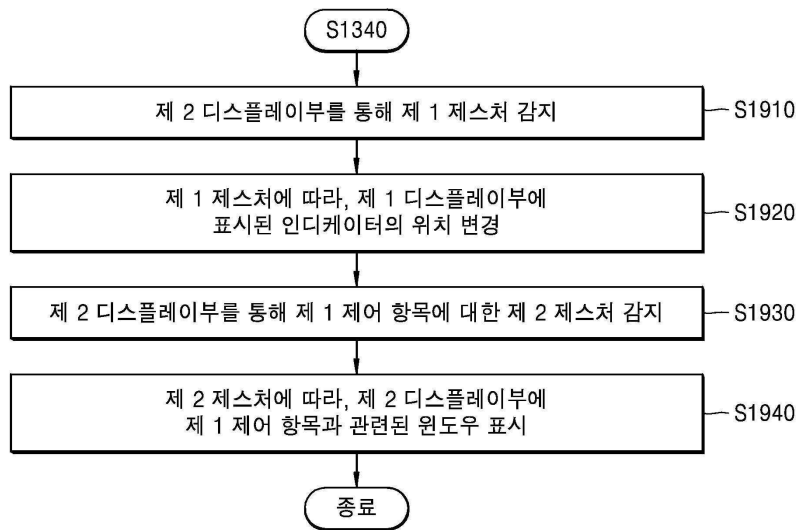 S1340
제 2 디스플레이부를 통해 제 1 제스처 감지
S1910
제 1 제스처에 따라, 제 1 디스플레이부에
표시된 인디케이터의 위치 변경
S1920
제 2 디스플레이부를 통해 제 1 제어 항목에 대한 제 2 제스처 감지
S1930
제 2 제스처에 따라, 제 2 디스플레이부에
제 1 제어 항목과 관련된 윈도우 표시
S1940
종료